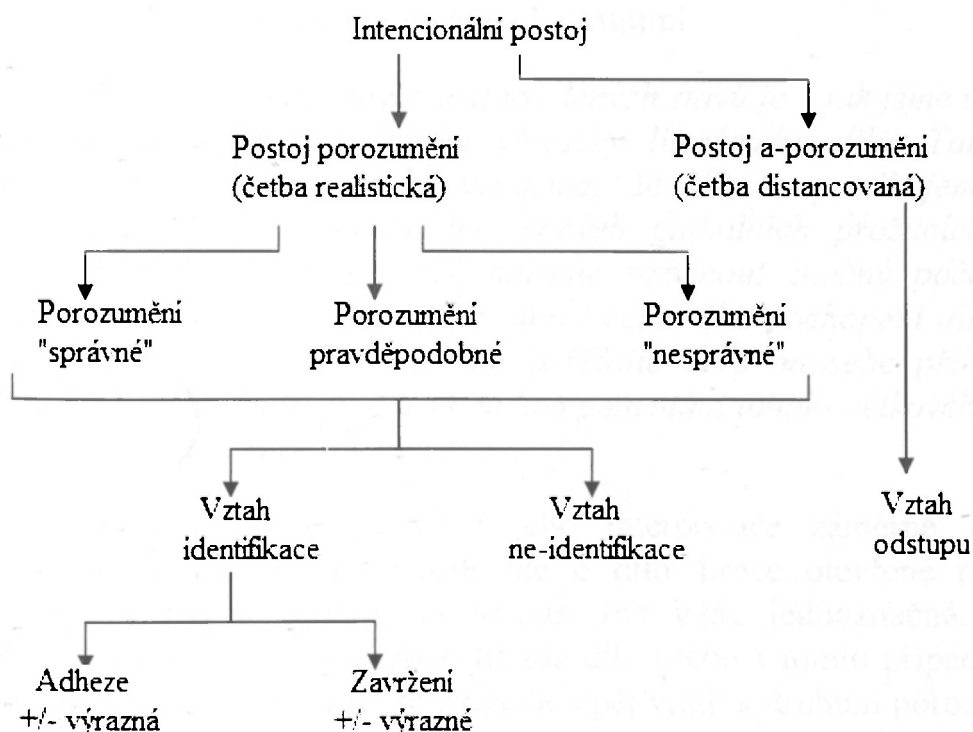 Intencionální postoj
Postoj porozumění
(četba realistická)
Postoj a-porozumění
(četba distancovaná)
Porozumění
"správné"
Porozumění
pravděpodobné
Porozumění
"nesprávné"
Vztah
identifikace
Vztah
ne-identifikace
Vztah
odstupu
Adheze
+/- výrazná
Zavržení
+/- výrazné